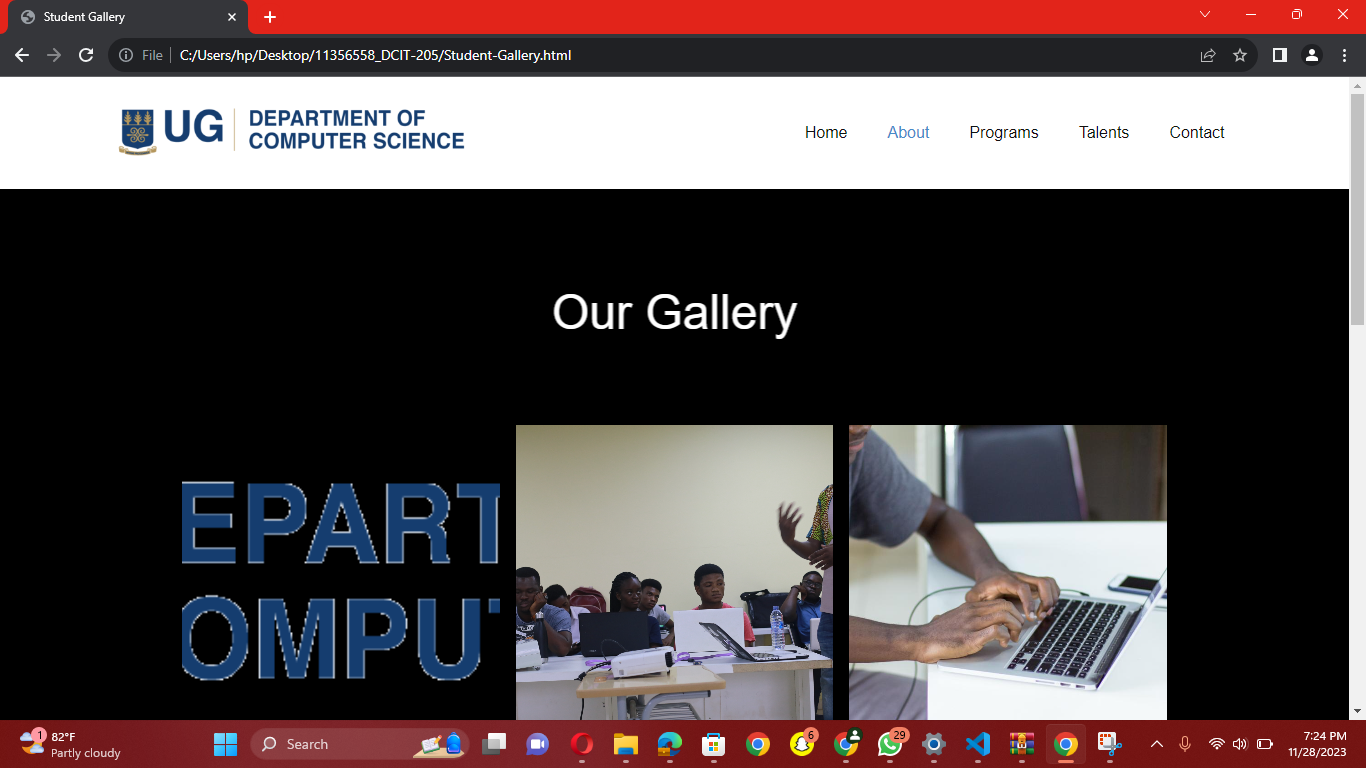 Student Gallery
File
C:/Users/hp/Desktop/11356558_DCIT-205/Student-Gallery.html
UG
DEPARTMENT OF
COMPUTER SCIENCE
Home
About
Programs
Talents
Contact
Our Gallery
EPART
OMPU
1
82°F
Partly cloudy
Search
6
29
7:24 PM
11/28/2023